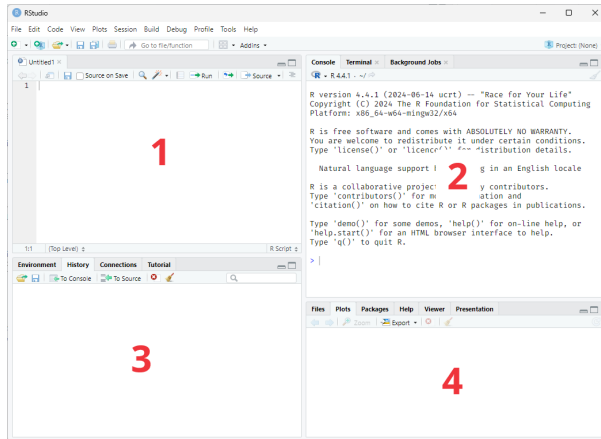 RStudio
File Edit Code View Plots Session Build Debug Profile Tools Help
Go to file/function Addins
Project: (None)
Untitled1
Source on Save Run Source
1
1
1:1 (Top Level) R Script
Console Terminal Background Jobs
R 4.4.1 · ~/
R version 4.4.1 (2024-06-14 ucrt) -- "Race for Your Life"
Copyright (C) 2024 The R Foundation for Statistical Computing
Platform: x86_64-w64-mingw32/x64
R is free software and comes with ABSOLUTELY NO WARRANTY.
You are welcome to redistribute it under certain conditions.
Type 'license()' or 'licence()' distribution details.
Natural language support g in an English locale
2
R is a collaborative project y contributors.
Type 'contributors()' for ation and
'citation()' on how to cite R or R packages in publications.
Type 'demo()' for some demos, 'help()' for on-line help, or
'help.start()' for an HTML browser interface to help.
Type 'q()' to quit R.
>
Environment History Connections Tutorial
To Console To Source
3
Files Plots Packages Help Viewer Presentation
Zoom Export
4